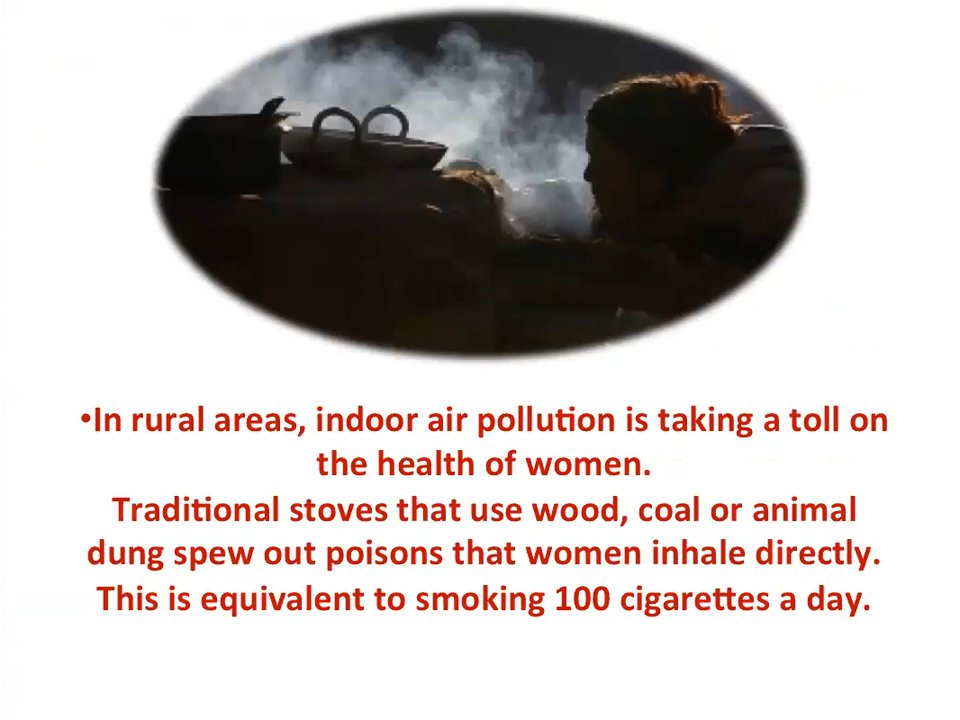 •In rural areas, indoor air pollution is taking a toll on
the health of women.
Traditional stoves that use wood, coal or animal
dung spew out poisons that women inhale directly.
This is equivalent to smoking 100 cigarettes a day.